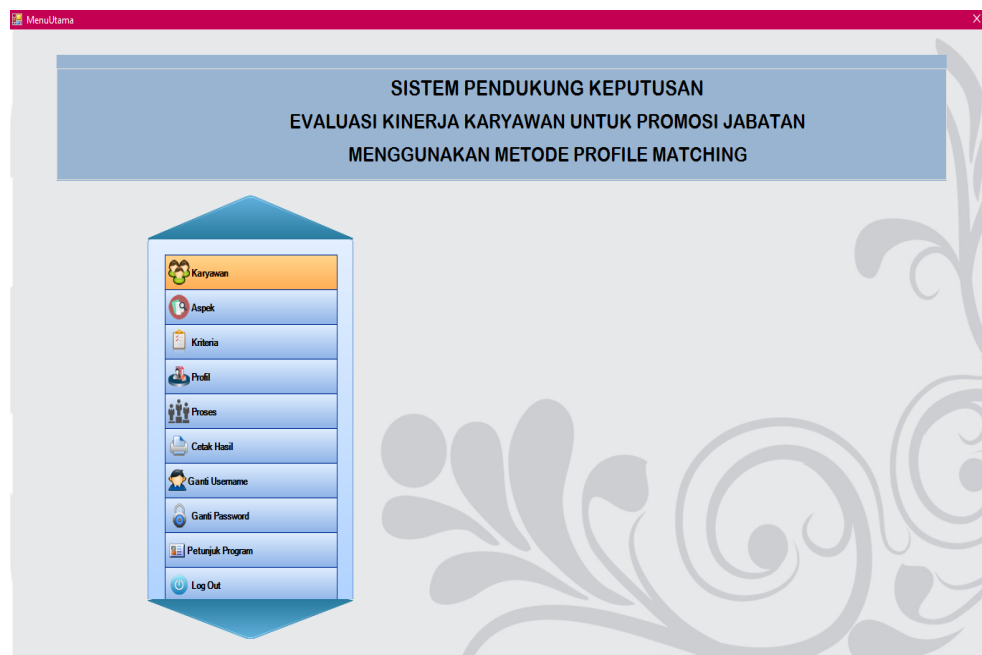 MenuUtama
X
SISTEM PENDUKUNG KEPUTUSAN
EVALUASI KINERJA KARYAWAN UNTUK PROMOSI JABATAN
MENGGUNAKAN METODE PROFILE MATCHING
Karyawan
Aspek
Kriteria
Profil
Proses
Cetak Hasil
Ganti Username
Ganti Password
Petunjuk Program
Log Out